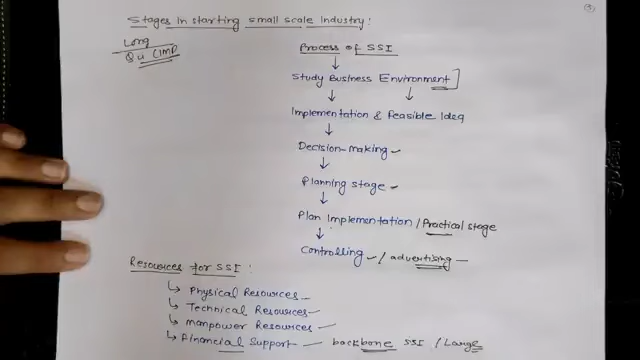 Stages in starting small scale industry:
Long
Qu (IMP)
Process of SSI
↓
Study Business Environment
↓ ↓
Implementation & feasible Idea
↓
Decision-making
↓
Planning stage
↓
Plan Implementation / Practical stage
↓
Controlling / advertising
Resources for SSI:
↳ Physical Resources
↳ Technical Resources
↳ manpower Resources
↳ Financial Support - backbone SSI / Large